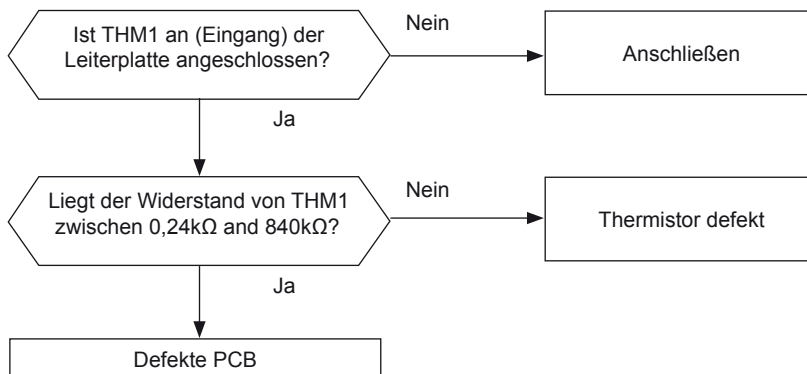 Ist THM1 an (Eingang) der
Leiterplatte angeschlossen?
Nein
Anschließen
Ja
Liegt der Widerstand von THM1
zwischen 0,24kΩ and 840kΩ?
Nein
Thermistor defekt
Ja
Defekte PCB